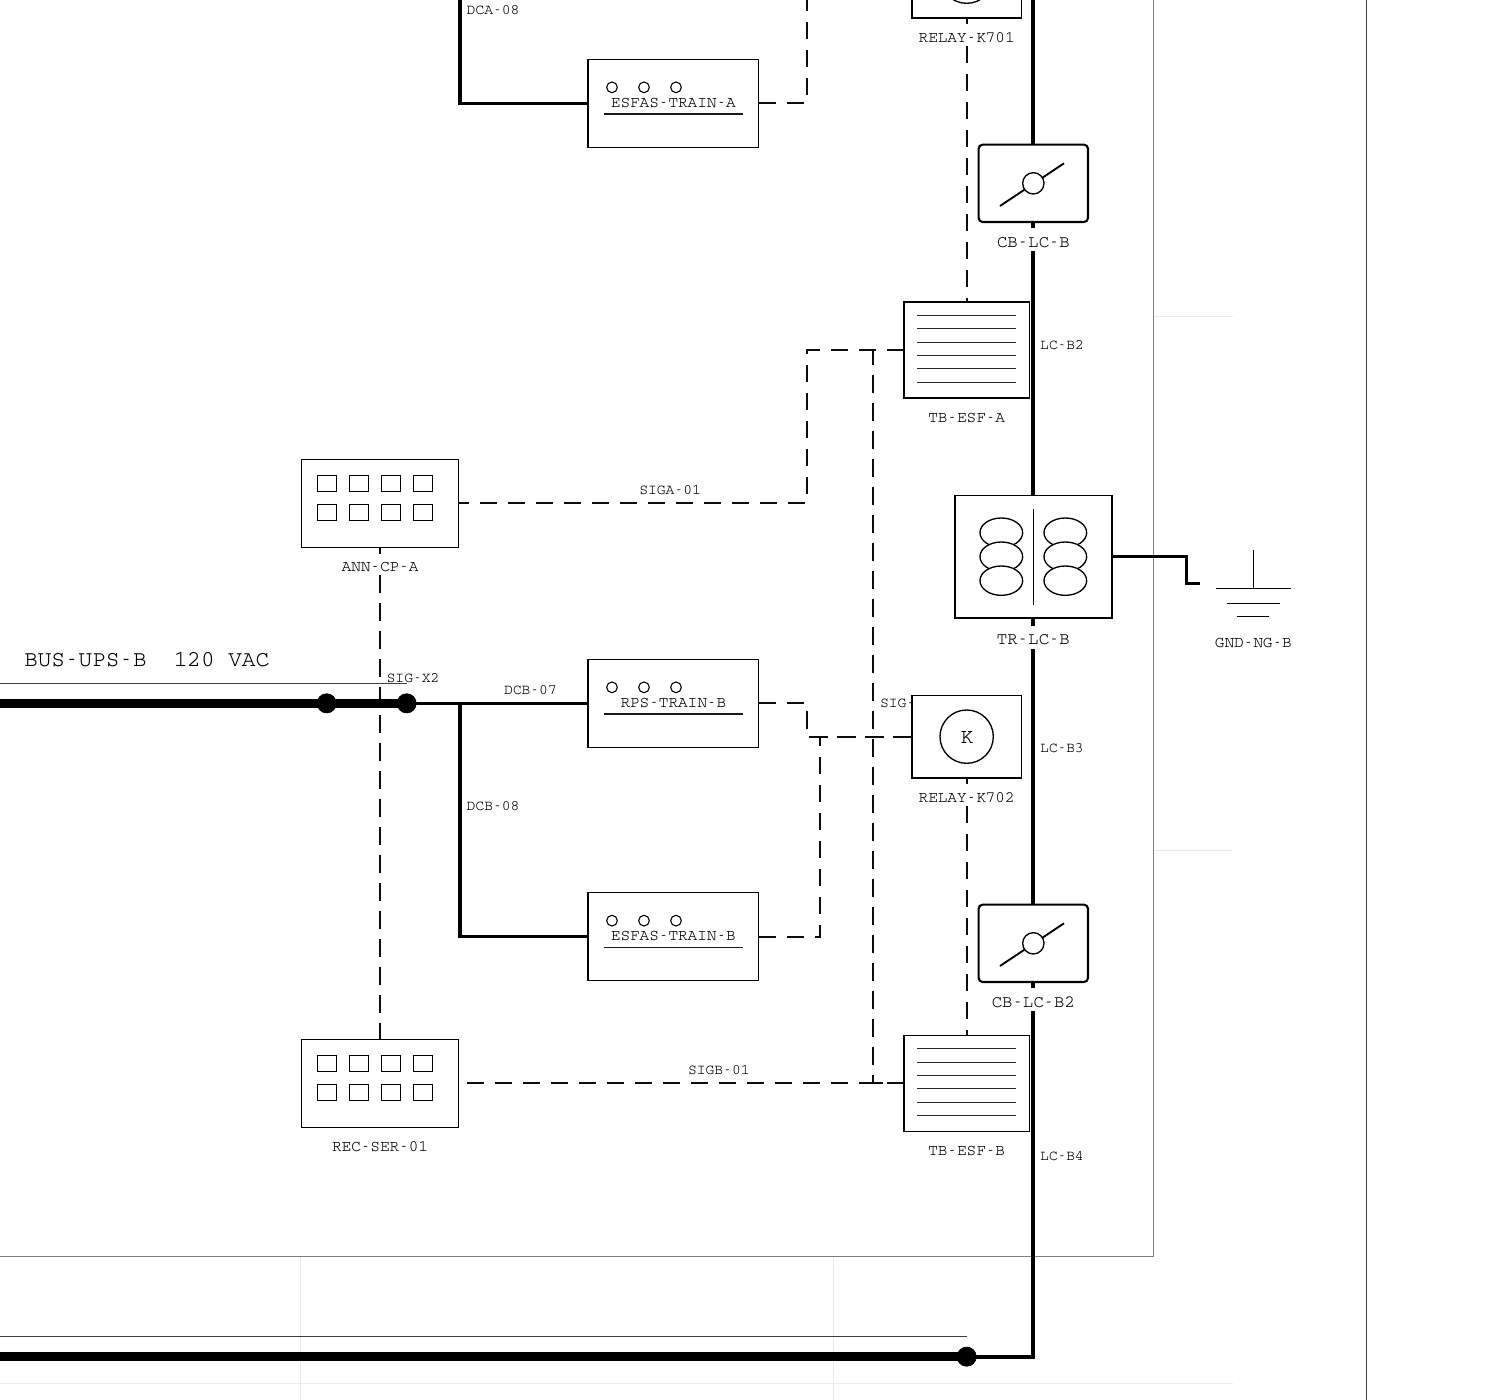 DCA-08
RELAY-K701
ESFAS-TRAIN-A
CB-LC-B
LC-B2
TB-ESF-A
SIGA-01
ANN-CP-A
TR-LC-B
GND-NG-B
BUS-UPS-B 120 VAC
SIG-X2
DCB-07
RPS-TRAIN-B
SIG-
K
LC-B3
RELAY-K702
DCB-08
ESFAS-TRAIN-B
CB-LC-B2
SIGB-01
REC-SER-01
TB-ESF-B
LC-B4